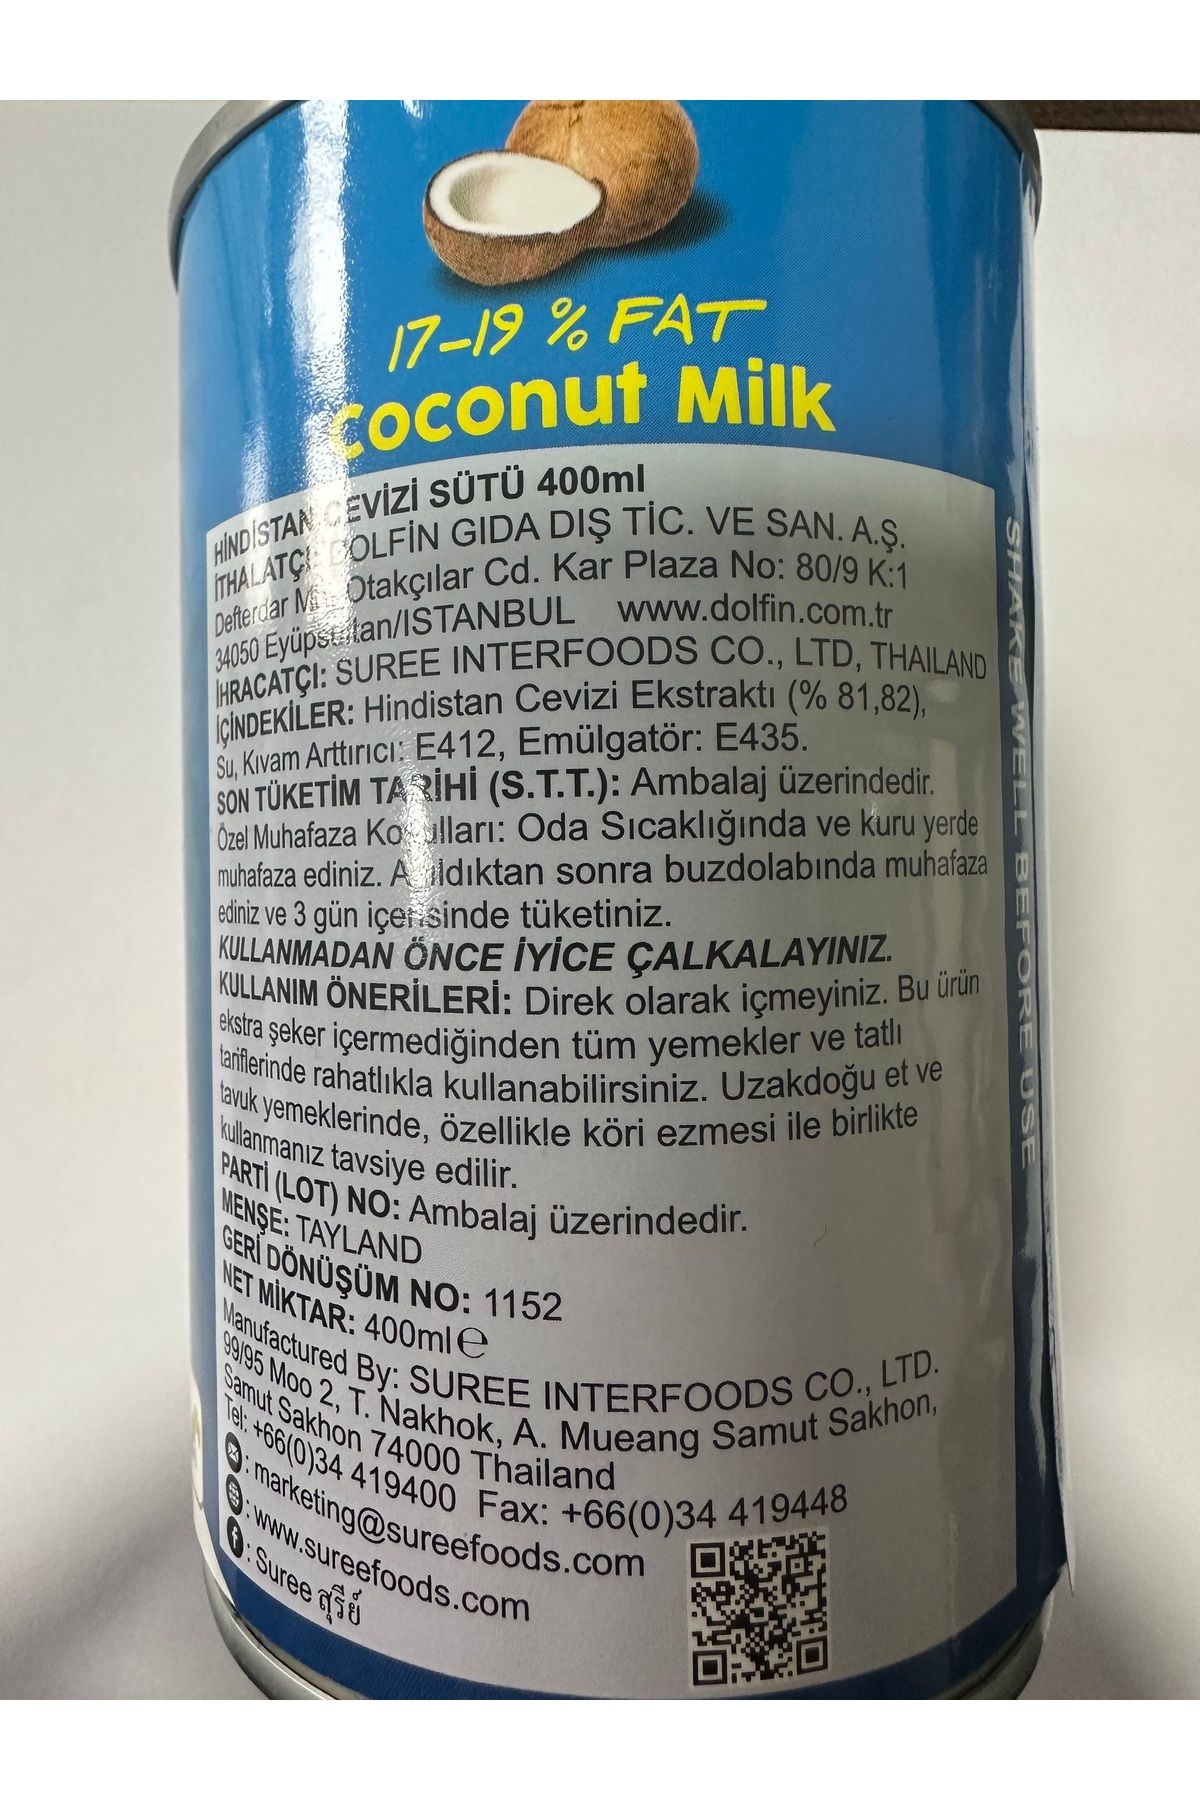 17-19 % FAT
Coconut Milk
HİNDİSTAN CEVİZİ SÜTÜ 400ml
İTHALATÇI: DOLFİN GIDA DIŞ TİC. VE SAN. A.Ş.
Defterdar Otakçılar Cd. Kar Plaza No: 80/9 K:1
34050 Eyüpsultan/ISTANBUL www.dolfin.com.tr
İHRACATÇI: SUREE INTERFOODS CO., LTD, THAILAND
İÇİNDEKİLER: Hindistan Cevizi Ekstraktı (% 81,82),
Su, Kıvam Arttırıcı: E412, Emülgatör: E435.
SON TÜKETİM TARİHİ (S.T.T.): Ambalaj üzerindedir.
Özel Muhafaza Koşulları: Oda Sıcaklığında ve kuru yerde
muhafaza ediniz. Açıldıktan sonra buzdolabında muhafaza
ediniz ve 3 gün içerisinde tüketiniz.
KULLANMADAN ÖNCE İYİCE ÇALKALAYINIZ.
KULLANIM ÖNERİLERİ: Direk olarak içmeyiniz. Bu ürün
ekstra şeker içermediğinden tüm yemekler ve tatlı
tariflerinde rahatlıkla kullanabilirsiniz. Uzakdoğu et ve
tavuk yemeklerinde, özellikle köri ezmesi ile birlikte
kullanmanız tavsiye edilir.
PARTİ (LOT) NO: Ambalaj üzerindedir.
MENŞE: TAYLAND
GERİ DÖNÜŞÜM NO: 1152
NET MİKTAR: 400ml ℮
Manufactured By: SUREE INTERFOODS CO., LTD.
99/95 Moo 2, T. Nakhok, A. Mueang Samut Sakhon,
Samut Sakhon 74000 Thailand
Tel: +66(0)34 419400 Fax: +66(0)34 419448
: marketing@sureefoods.com
: www.sureefoods.com
: Suree สุรีย์
SHAKE WELL BEFORE USE